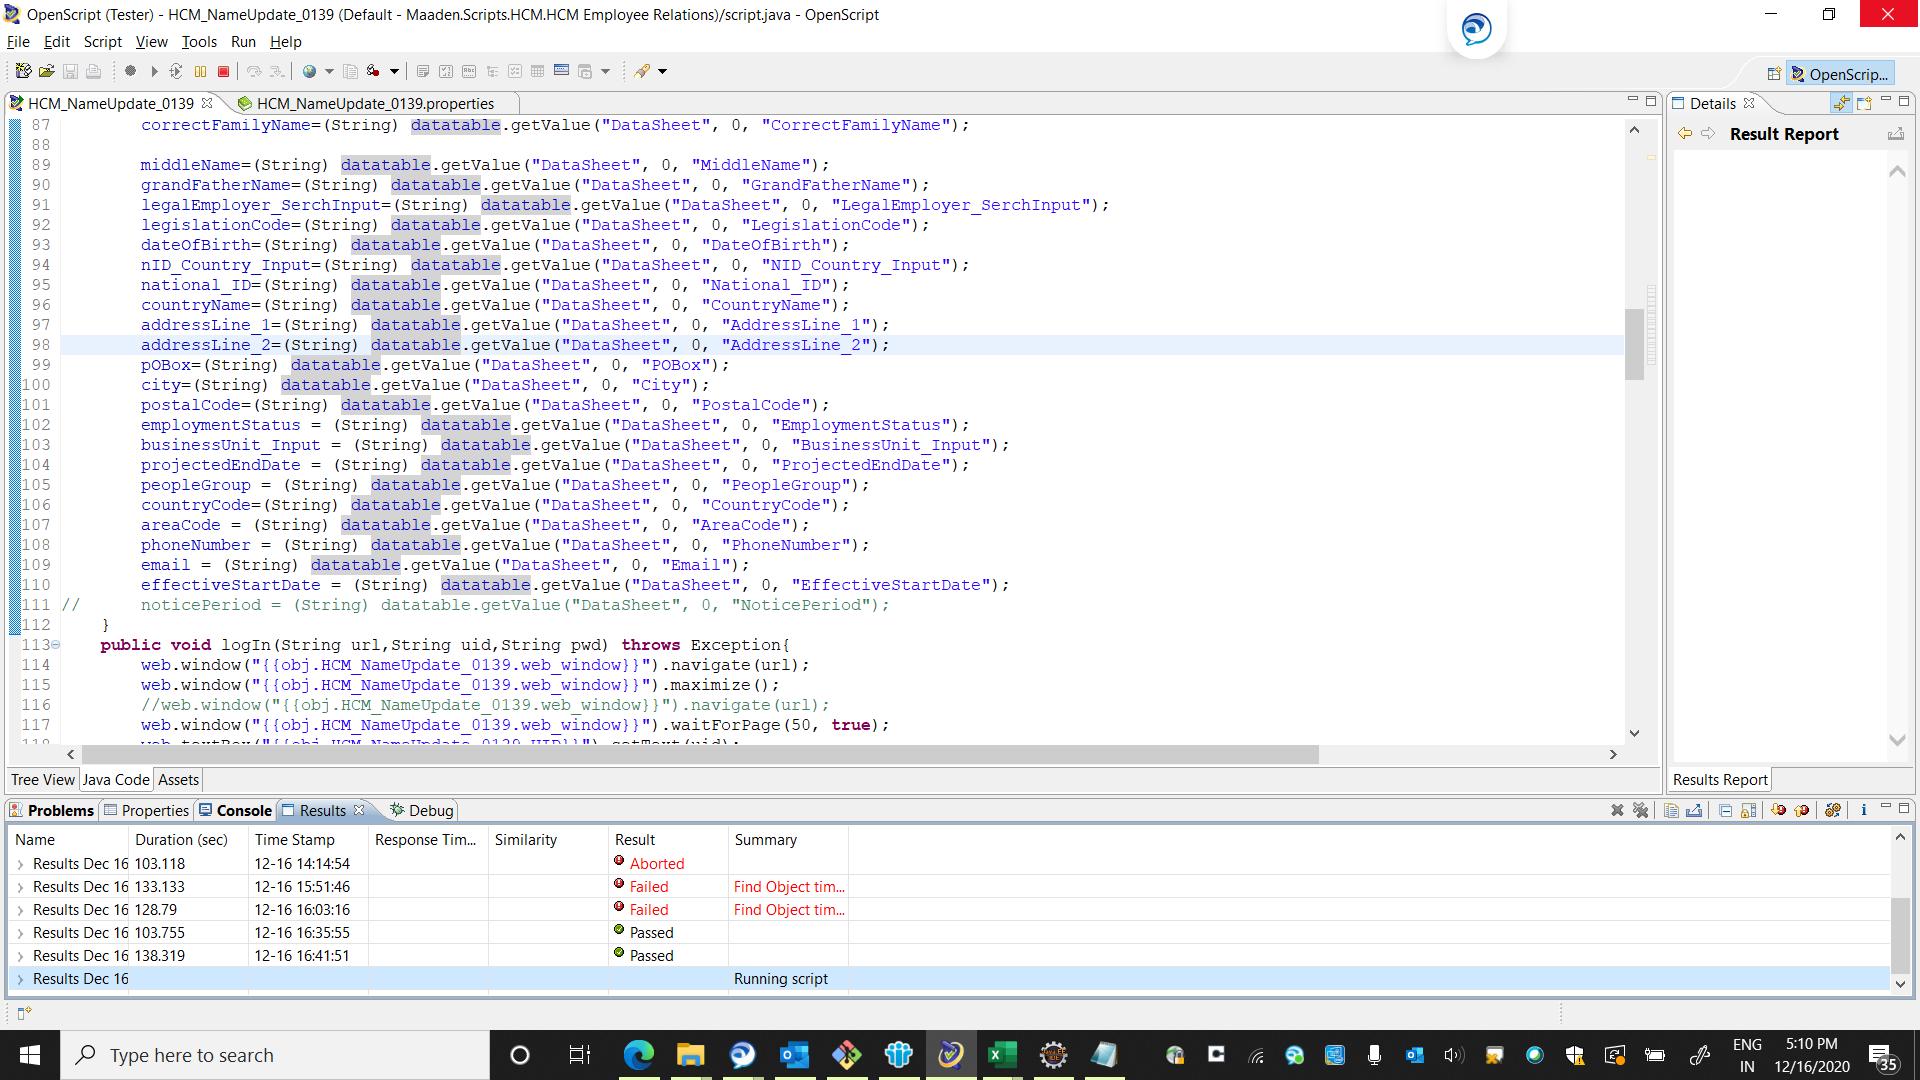 OpenScript (Tester) - HCM_NameUpdate_0139 (Default - Maaden.Scripts.HCM.HCM Employee Relations)/script.java - OpenScript
File Edit Script View Tools Run Help
OpenScrip...
HCM_NameUpdate_0139 HCM_NameUpdate_0139.properties
Details
Result Report
87 correctFamilyName=(String) datatable.getValue("DataSheet", 0, "CorrectFamilyName");
88
89 middleName=(String) datatable.getValue("DataSheet", 0, "MiddleName");
90 grandFatherName=(String) datatable.getValue("DataSheet", 0, "GrandFatherName");
91 legalEmployer_SerchInput=(String) datatable.getValue("DataSheet", 0, "LegalEmployer_SerchInput");
92 legislationCode=(String) datatable.getValue("DataSheet", 0, "LegislationCode");
93 dateOfBirth=(String) datatable.getValue("DataSheet", 0, "DateOfBirth");
94 nID_Country_Input=(String) datatable.getValue("DataSheet", 0, "NID_Country_Input");
95 national_ID=(String) datatable.getValue("DataSheet", 0, "National_ID");
96 countryName=(String) datatable.getValue("DataSheet", 0, "CountryName");
97 addressLine_1=(String) datatable.getValue("DataSheet", 0, "AddressLine_1");
98 addressLine_2=(String) datatable.getValue("DataSheet", 0, "AddressLine_2");
99 pOBox=(String) datatable.getValue("DataSheet", 0, "POBox");
100 city=(String) datatable.getValue("DataSheet", 0, "City");
101 postalCode=(String) datatable.getValue("DataSheet", 0, "PostalCode");
102 employmentStatus = (String) datatable.getValue("DataSheet", 0, "EmploymentStatus");
103 businessUnit_Input = (String) datatable.getValue("DataSheet", 0, "BusinessUnit_Input");
104 projectedEndDate = (String) datatable.getValue("DataSheet", 0, "ProjectedEndDate");
105 peopleGroup = (String) datatable.getValue("DataSheet", 0, "PeopleGroup");
106 countryCode=(String) datatable.getValue("DataSheet", 0, "CountryCode");
107 areaCode = (String) datatable.getValue("DataSheet", 0, "AreaCode");
108 phoneNumber = (String) datatable.getValue("DataSheet", 0, "PhoneNumber");
109 email = (String) datatable.getValue("DataSheet", 0, "Email");
110 effectiveStartDate = (String) datatable.getValue("DataSheet", 0, "EffectiveStartDate");
111 // noticePeriod = (String) datatable.getValue("DataSheet", 0, "NoticePeriod");
112 }
113 public void logIn(String url,String uid,String pwd) throws Exception{
114 web.window("{{obj.HCM_NameUpdate_0139.web_window}}").navigate(url);
115 web.window("{{obj.HCM_NameUpdate_0139.web_window}}").maximize();
116 //web.window("{{obj.HCM_NameUpdate_0139.web_window}}").navigate(url);
117 web.window("{{obj.HCM_NameUpdate_0139.web_window}}").waitForPage(50, true);
Tree View Java Code Assets
Results Report
Problems Properties Console Results Debug
Name Duration (sec) Time Stamp Response Tim... Similarity Result Summary
Results Dec 16 103.118 12-16 14:14:54 Aborted
Results Dec 16 133.133 12-16 15:51:46 Failed Find Object tim...
Results Dec 16 128.79 12-16 16:03:16 Failed Find Object tim...
Results Dec 16 103.755 12-16 16:35:55 Passed
Results Dec 16 138.319 12-16 16:41:51 Passed
Results Dec 16 Running script
Type here to search
ENG
IN
5:10 PM
12/16/2020
35